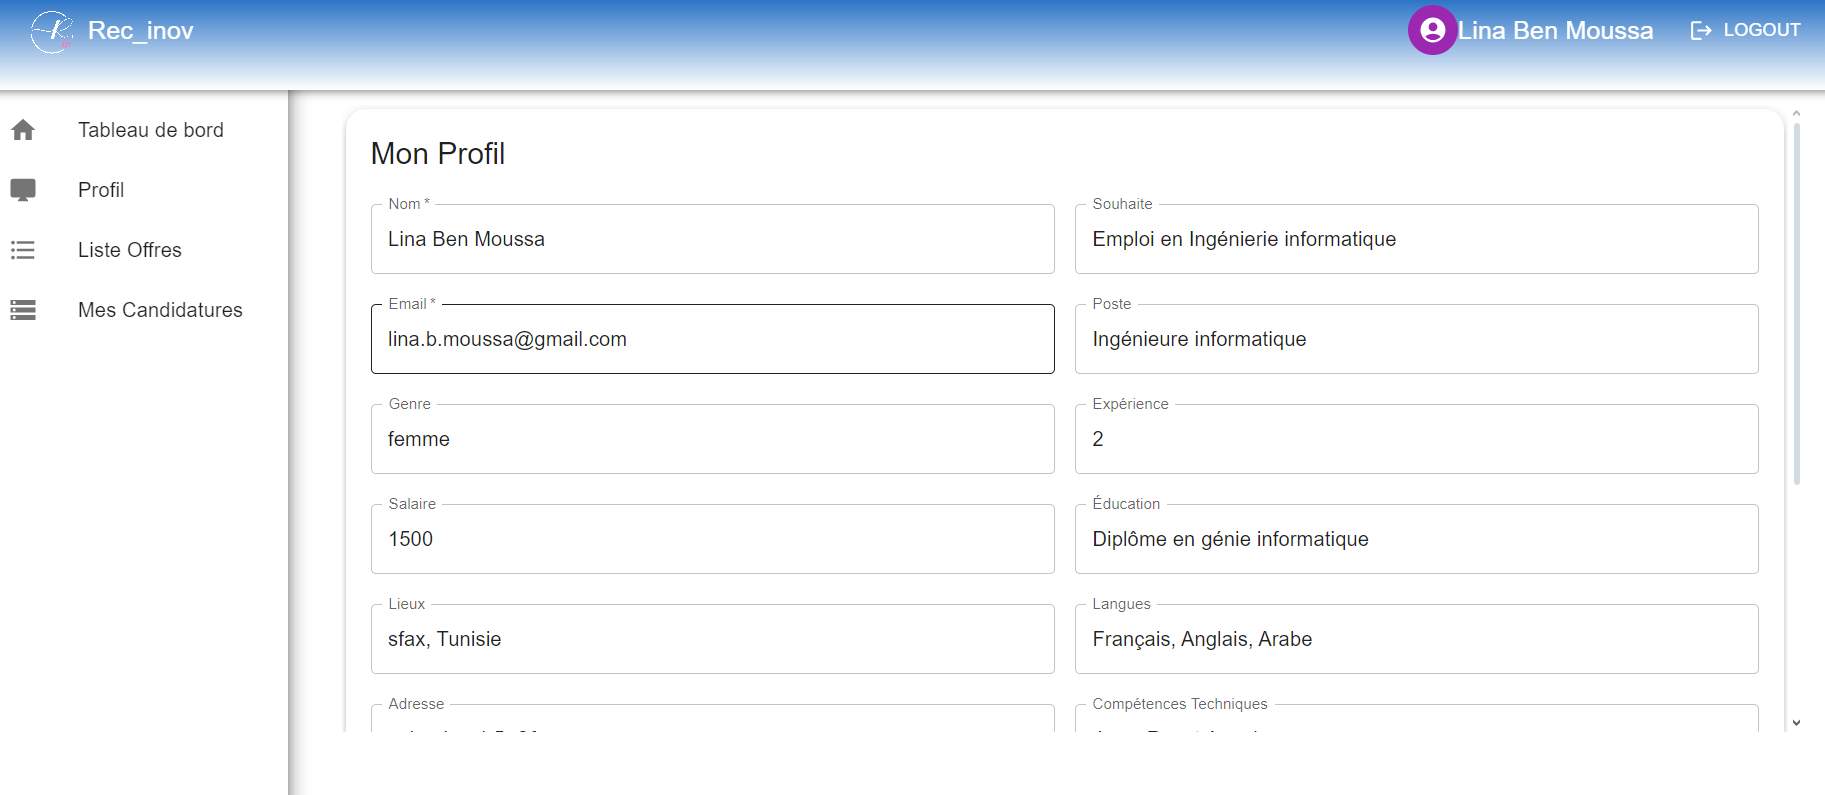 Rec_inov
Lina Ben Moussa
LOGOUT
Tableau de bord
Profil
Liste Offres
Mes Candidatures
Mon Profil
Nom *
Lina Ben Moussa
Souhaite
Emploi en Ingénierie informatique
Email *
lina.b.moussa@gmail.com
Poste
Ingénieure informatique
Genre
femme
Expérience
2
Salaire
1500
Éducation
Diplôme en génie informatique
Lieux
sfax, Tunisie
Langues
Français, Anglais, Arabe
Adresse
Compétences Techniques